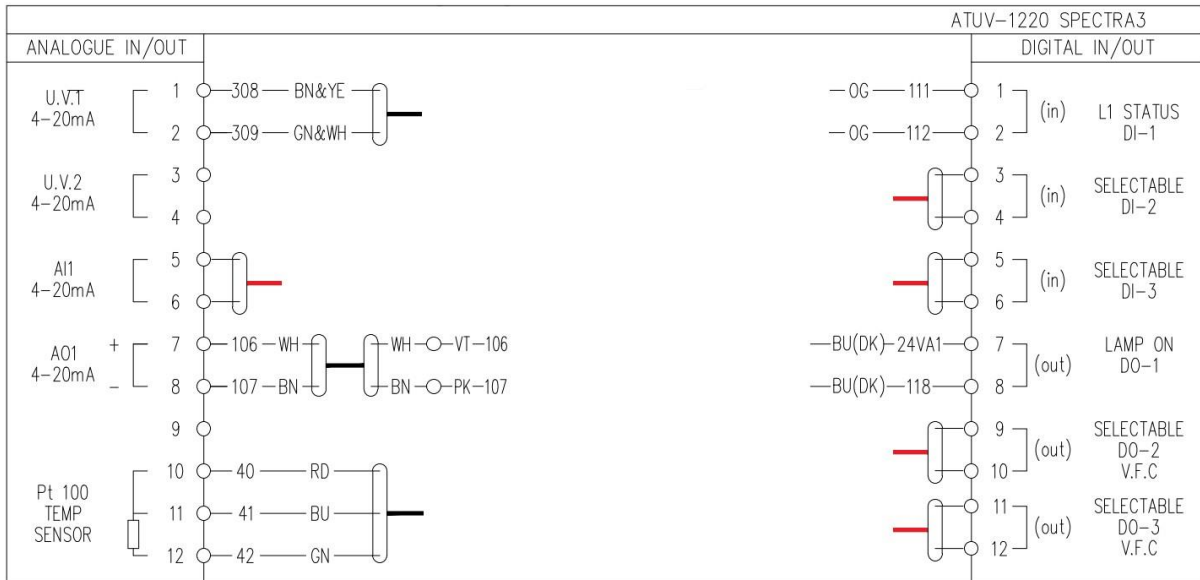 ATUV-1220 SPECTRA3
ANALOGUE IN/OUT
DIGITAL IN/OUT
U.V.1
4-20mA
1 308 BN&YE
2 309 GN&WH
U.V.2
4-20mA
3
4
AI1
4-20mA
5
6
AO1
4-20mA
+ 7 106 WH WH VT-106
- 8 107 BN BN PK-107
9
Pt 100
TEMP
SENSOR
10 40 RD
11 41 BU
12 42 GN
OG 111 1
OG 112 2
(in)
L1 STATUS
DI-1
3
4
(in)
SELECTABLE
DI-2
5
6
(in)
SELECTABLE
DI-3
BU(DK) 24VA1 7
BU(DK) 118 8
(out)
LAMP ON
DO-1
9
10
(out)
SELECTABLE
DO-2
V.F.C
11
12
(out)
SELECTABLE
DO-3
V.F.C